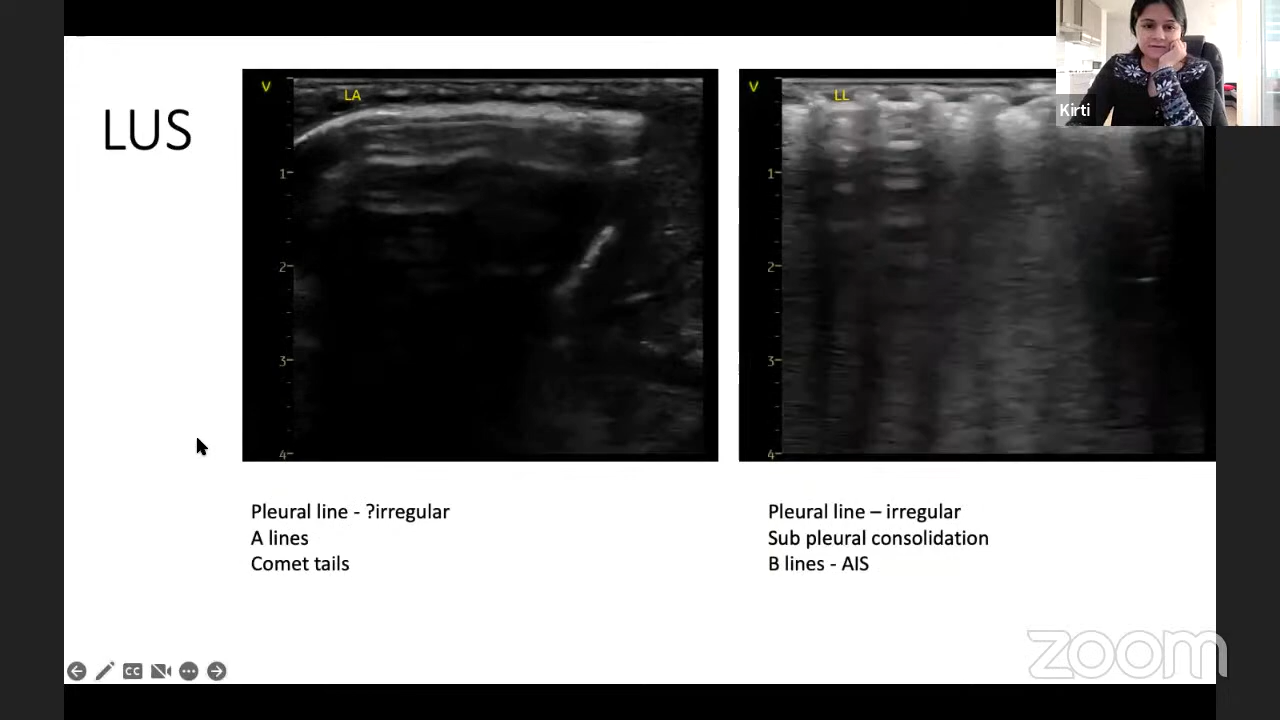 LUS
V
LA
1
2
3
4
V
LL
1
2
3
4
Kirti
Pleural line - ?irregular
A lines
Comet tails
Pleural line – irregular
Sub pleural consolidation
B lines - AIS
CC
zoom